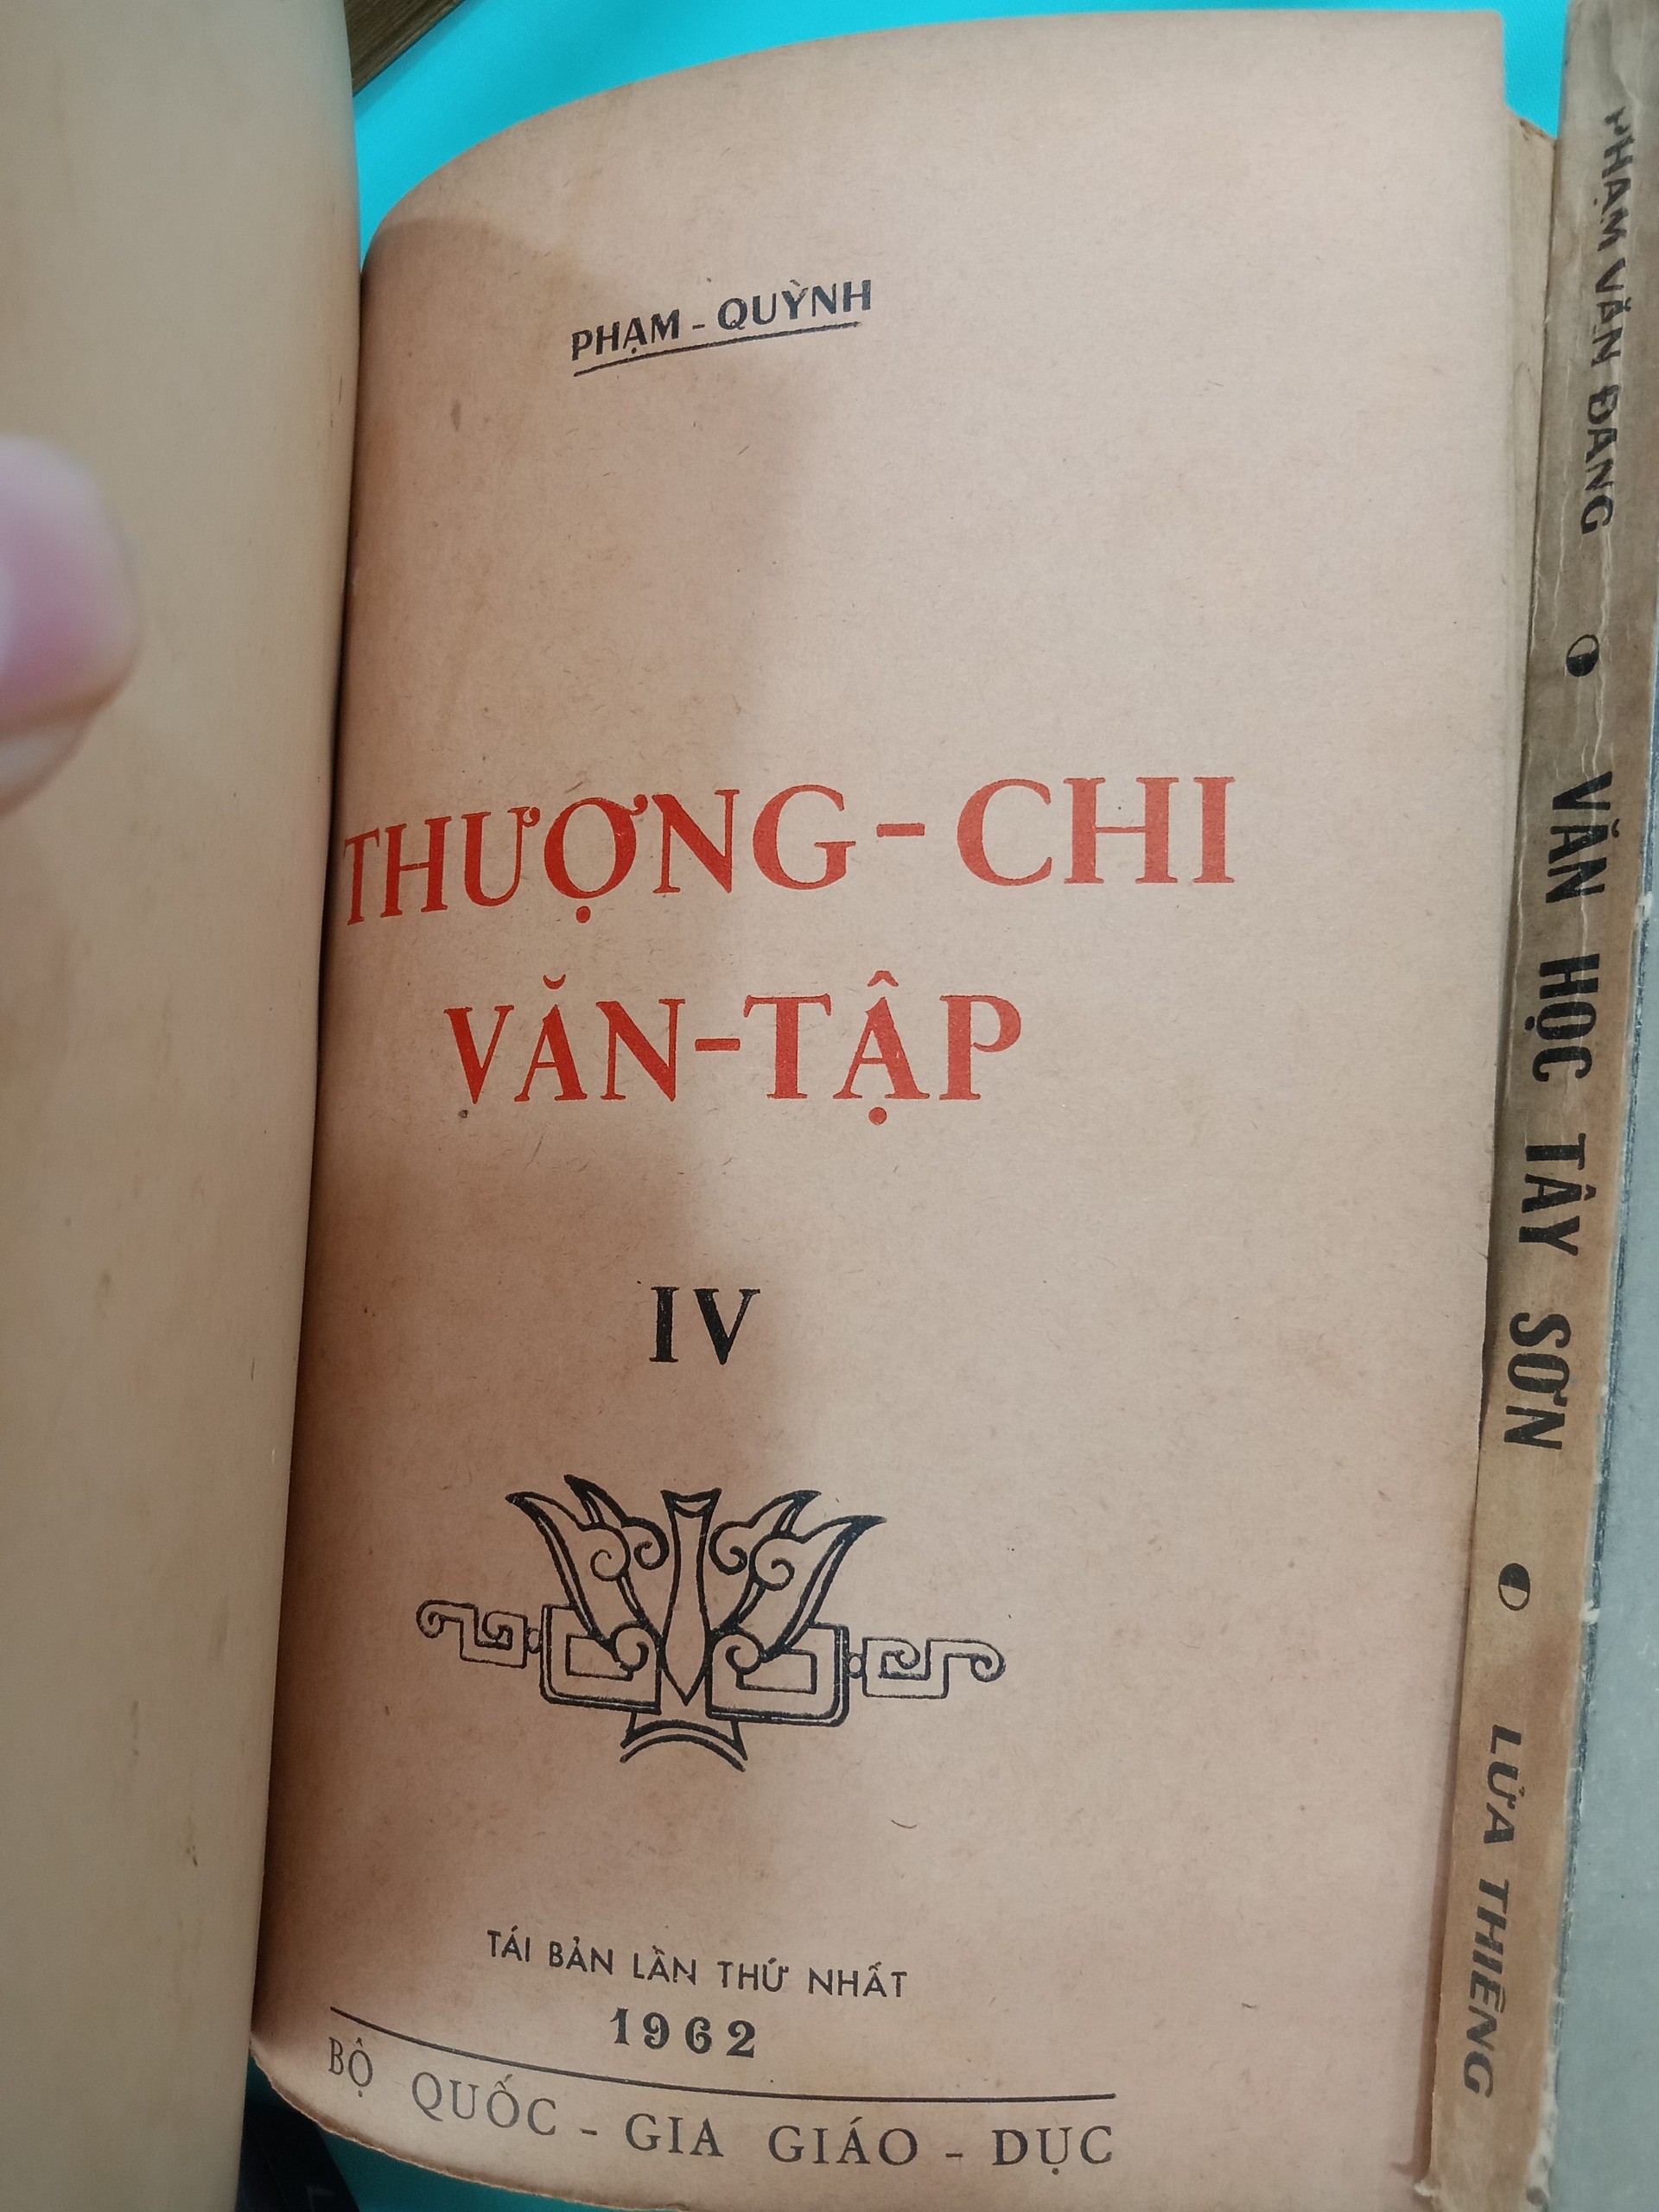 PHẠM - QUỲNH
THƯỢNG - CHI
VĂN-TẬP
IV
TÁI BẢN LẦN THỨ NHẤT
1962
BỘ QUỐC - GIA GIÁO - DỤC
PHẠM VĂN ĐANG VĂN HỌC TÂY SƠN LỬA THIÊNG